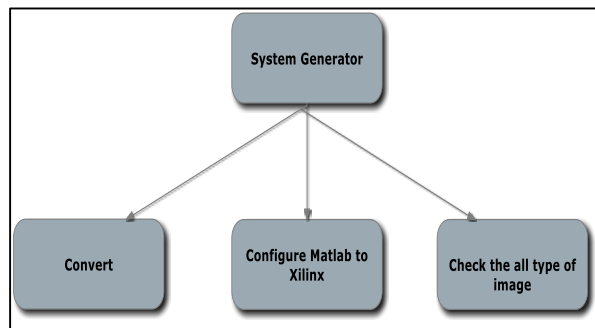 System Generator
Convert
Configure Matlab to
Xilinx
Check the all type of
image